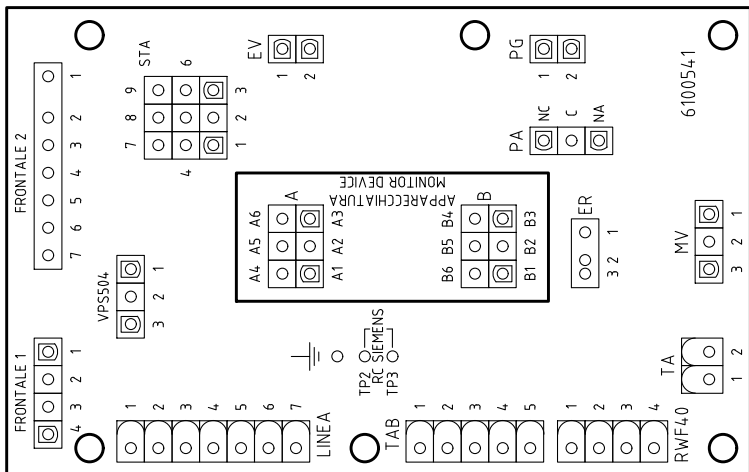 STA
6
9
8
7
3
2
1
4
EV
1
2
PG
1
2
PA
NC
C
NA
6100541
FRONTALE 2
1
2
3
4
5
6
7
APPARECCHIATURA
MONITOR DEVICE
A
A6
A5
A4
A3
A2
A1
B
B4
B5
B6
B3
B2
B1
ER
1
2
3
MV
1
2
3
VPS504
1
2
3
FRONTALE 1
1
2
3
4
TP2
RC SIEMENS
TP3
TA
1
2
LINEA
1
2
3
4
5
6
7
TAB
1
2
3
4
5
RWF40
1
2
3
4